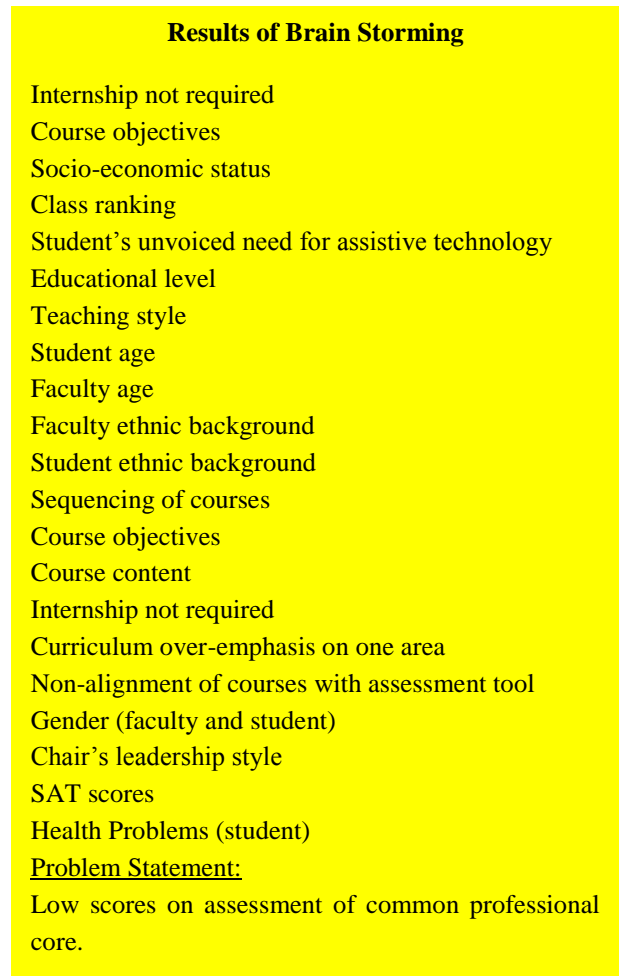 Results of Brain Storming
Internship not required
Course objectives
Socio-economic status
Class ranking
Student’s unvoiced need for assistive technology
Educational level
Teaching style
Student age
Faculty age
Faculty ethnic background
Student ethnic background
Sequencing of courses
Course objectives
Course content
Internship not required
Curriculum over-emphasis on one area
Non-alignment of courses with assessment tool
Gender (faculty and student)
Chair’s leadership style
SAT scores
Health Problems (student)
Problem Statement:
Low scores on assessment of common professional
core.